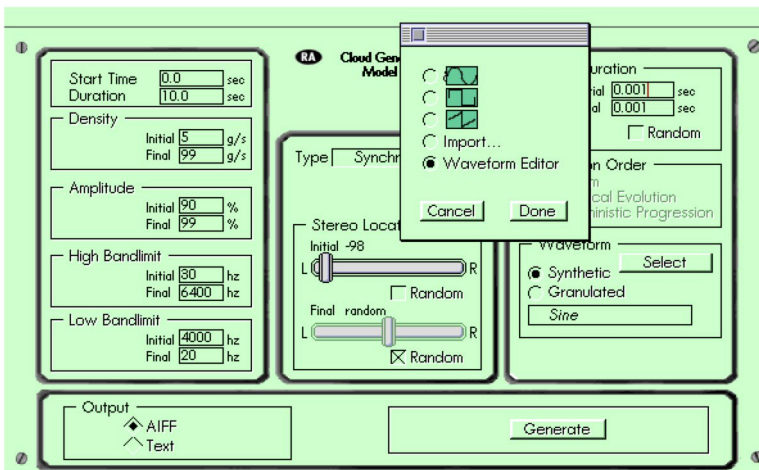 Start Time 0.0 sec
Duration 10.0 sec
Density
Initial 5 g/s
Final 99 g/s
Amplitude
Initial 90 %
Final 99 %
High Bandlimit
Initial 30 hz
Final 6400 hz
Low Bandlimit
Initial 4000 hz
Final 20 hz
RA
Cloud Gen
Model
Type Synchr
Stereo Locat
Initial -98
L R
Random
Final random
L R
Random
Import...
Waveform Editor
Cancel Done
uration
rial 0.001 sec
al 0.001 sec
Random
on Order
m
cal Evolution
ministic Progression
Waveform
Synthetic Select
Granulated
Sine
Output
AIFF
Text
Generate